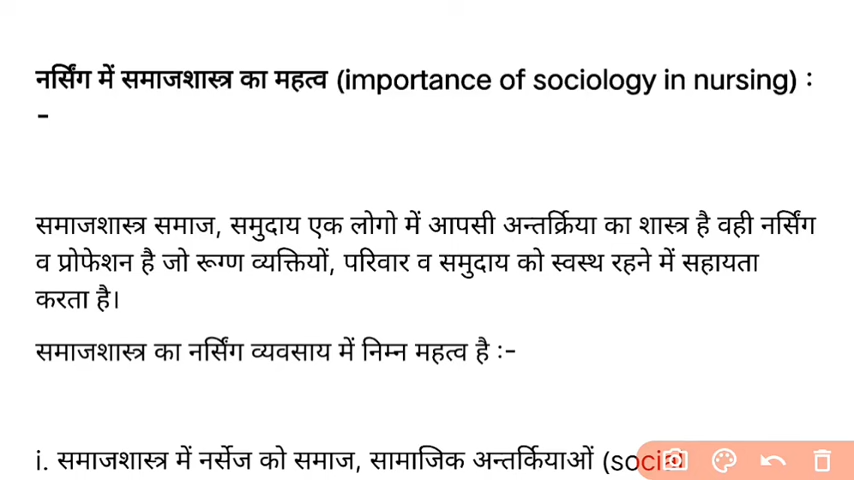 नर्सिंग में समाजशास्त्र का महत्व (importance of sociology in nursing) :
-
समाजशास्त्र समाज, समुदाय एक लोगो में आपसी अन्तर्क्रिया का शास्त्र है वही नर्सिंग
व प्रोफेशन है जो रूग्ण व्यक्तियों, परिवार व समुदाय को स्वस्थ रहने में सहायता
करता है।
समाजशास्त्र का नर्सिंग व्यवसाय में निम्न महत्व है :-
i. समाजशास्त्र में नर्सेज को समाज, सामाजिक अन्तर्कियाओं (social